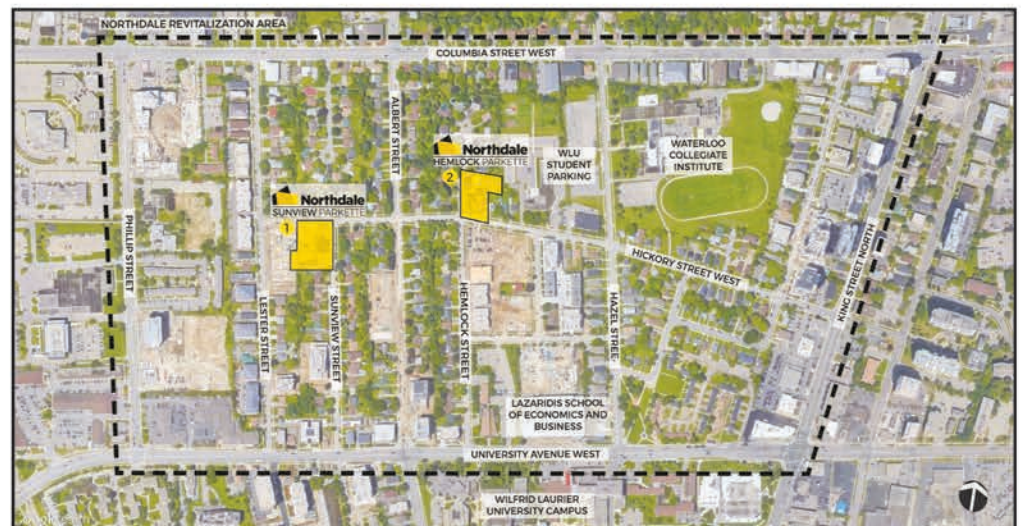 NORTHDALE REVITALIZATION AREA
COLUMBIA STREET WEST
ALBERT STREET
Northdale
HEMLOCK PARKETTE
2
WLU
STUDENT
PARKING
WATERLOO
COLLEGIATE
INSTITUTE
Northdale
SUNVIEW PARKETTE
1
PHILLIP STREET
LESTER STREET
SUNVIEW STREET
HEMLOCK STREET
HICKORY STREET WEST
HAZEL STREE
KING STREET NORTH
LAZARIDIS SCHOOL
OF ECONOMICS AND
BUSINESS
UNIVERSITY AVENUE WEST
WILFRID LAURIER
UNIVERSITY CAMPUS